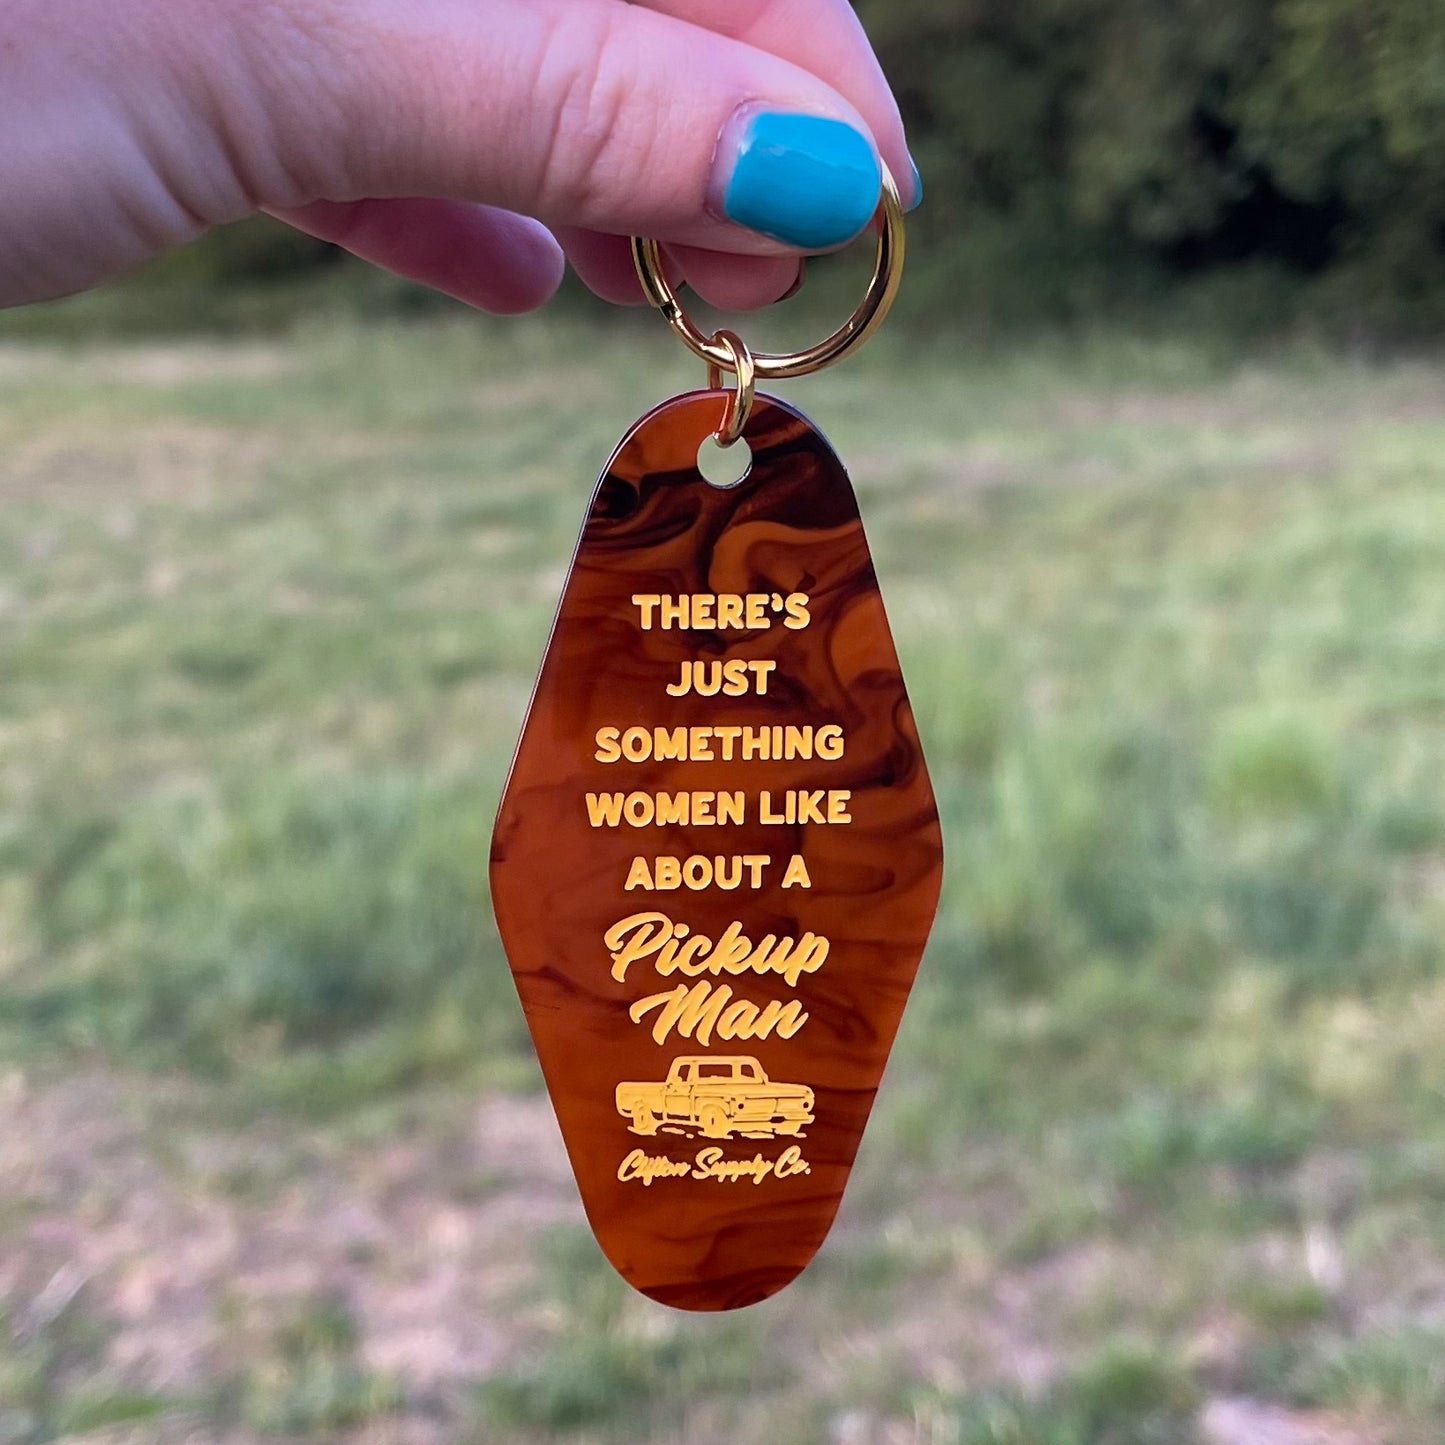 THERE'S
JUST
SOMETHING
WOMEN LIKE
ABOUT A
Pickup
Man
Clifton Supply Co.